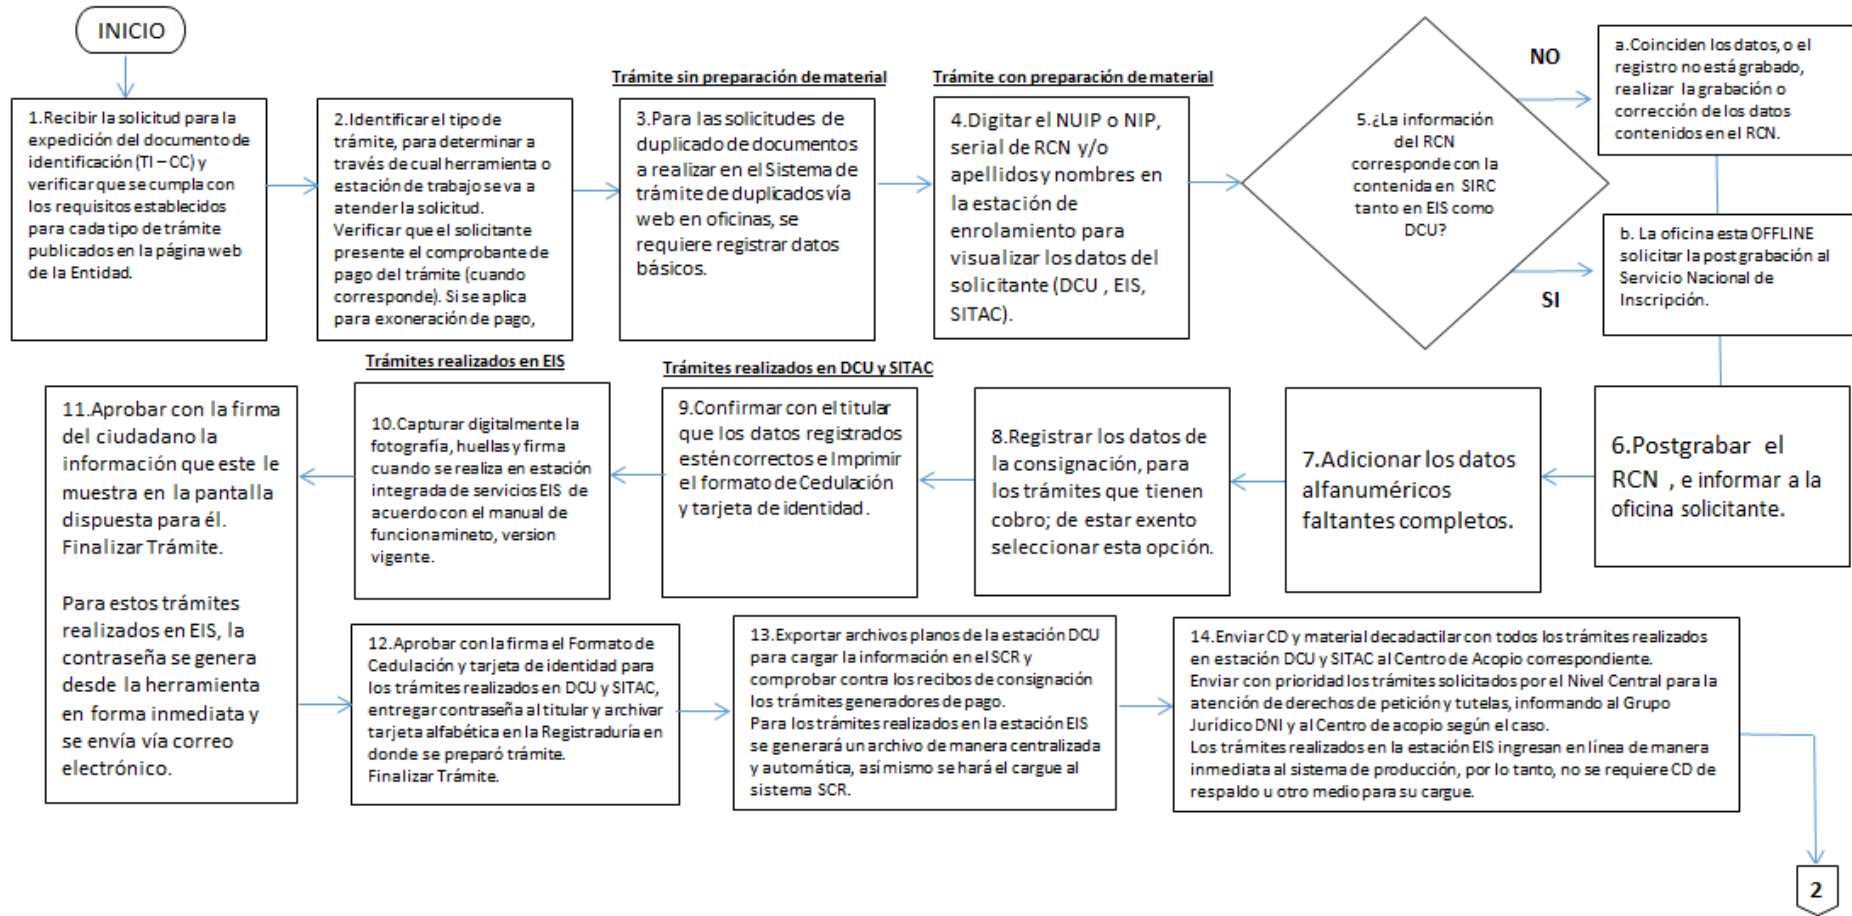 INICIO
1.Recibir la solicitud para la
expedición del documento de
identificación (TI – CC) y
verificar que se cumpla con
los requisitos establecidos
para cada tipo de trámite
publicados en la página web
de la Entidad.
2.Identificar el tipo de
trámite, para determinar a
través de cual herramienta o
estación de trabajo se va a
atender la solicitud.
Verificar que el solicitante
presente el comprobante de
pago del trámite (cuando
corresponde). Si se aplica
para exoneración de pago,
Trámite sin preparación de material
3.Para las solicitudes de
duplicado de documentos
a realizar en el Sistema de
trámite de duplicados vía
web en oficinas, se
requiere registrar datos
básicos.
Trámite con preparación de material
4.Digitar el NUIP o NIP,
serial de RCN y/o
apellidos y nombres en
la estación de
enrolamiento para
visualizar los datos del
solicitante (DCU , EIS,
SITAC).
5.¿La información
del RCN
corresponde con la
contenida en SIRC
tanto en EIS como
DCU?
NO
a.Coinciden los datos, o el
registro no está grabado,
realizar la grabación o
corrección de los datos
contenidos en el RCN.
SI
b. La oficina esta OFFLINE
solicitar la postgrabación al
Servicio Nacional de
Inscripción.
6.Postgrabar el
RCN , e informar a la
oficina solicitante.
7.Adicionar los datos
alfanuméricos
faltantes completos.
8.Registrar los datos de
la consignación, para
los trámites que tienen
cobro; de estar exento
seleccionar esta opción.
Trámites realizados en DCU y SITAC
9.Confirmar con el titular
que los datos registrados
estén correctos e Imprimir
el formato de Cedulación
y tarjeta de identidad.
Trámites realizados en EIS
10.Capturar digitalmente la
fotografía, huellas y firma
cuando se realiza en estación
integrada de servicios EIS de
acuerdo con el manual de
funcionamineto, version
vigente.
11.Aprobar con la firma
del ciudadano la
información que este le
muestra en la pantalla
dispuesta para él.
Finalizar Trámite.
Para estos trámites
realizados en EIS, la
contraseña se genera
desde la herramienta
en forma inmediata y
se envía vía correo
electrónico.
12.Aprobar con la firma el Formato de
Cedulación y tarjeta de identidad para
los trámites realizados en DCU y SITAC,
entregar contraseña al titular y archivar
tarjeta alfabética en la Registraduría en
donde se preparó trámite.
Finalizar Trámite.
13.Exportar archivos planos de la estación DCU
para cargar la información en el SCR y
comprobar contra los recibos de consignación
los trámites generadores de pago.
Para los trámites realizados en la estación EIS
se generará un archivo de manera centralizada
y automática, así mismo se hará el cargue al
sistema SCR.
14.Enviar CD y material decadactilar con todos los trámites realizados
en estación DCU y SITAC al Centro de Acopio correspondiente.
Enviar con prioridad los trámites solicitados por el Nivel Central para la
atención de derechos de petición y tutelas, informando al Grupo
Jurídico DNI y al Centro de acopio según el caso.
Los trámites realizados en la estación EIS ingresan en línea de manera
inmediata al sistema de producción, por lo tanto, no se requiere CD de
respaldo u otro medio para su cargue.
2